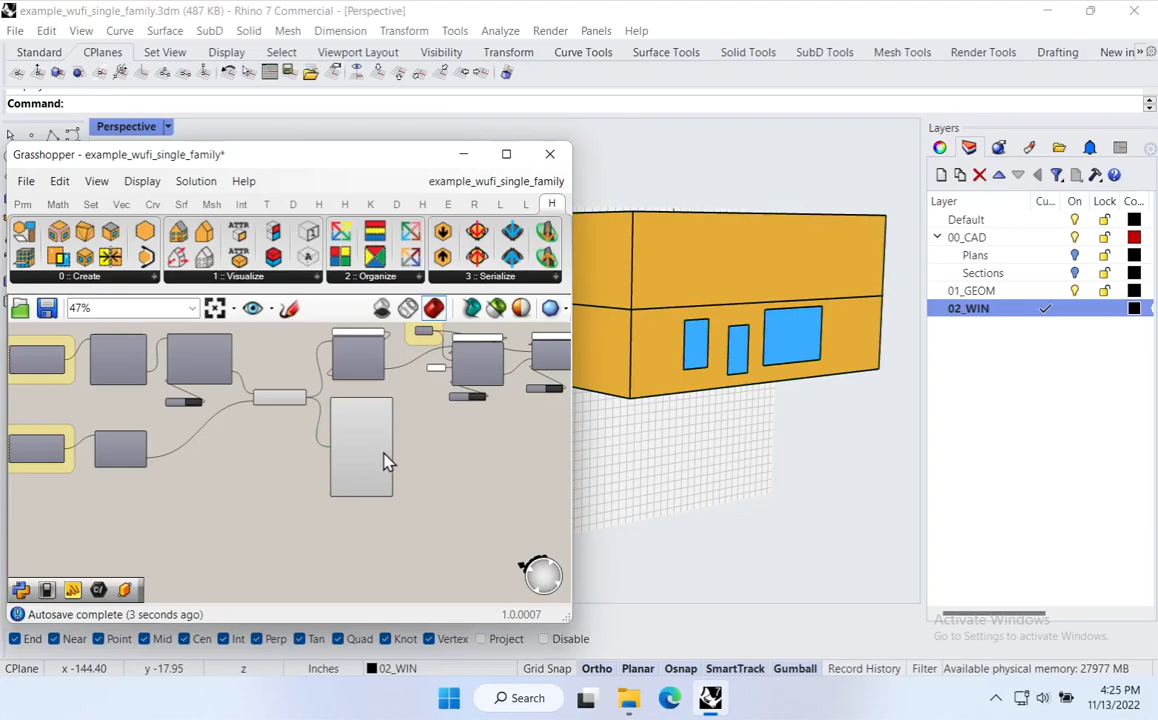 example_wufi_single_family.3dm (487 KB) - Rhino 7 Commercial - [Perspective]
File Edit View Curve Surface SubD Solid Mesh Dimension Transform Tools Analyze Render Panels Help
Standard CPlanes Set View Display Select Viewport Layout Visibility Transform Curve Tools Surface Tools Solid Tools SubD Tools Mesh Tools Render Tools Drafting New in
Command:
Perspective
Layers
Grasshopper - example_wufi_single_family*
File Edit View Display Solution Help example_wufi_single_family
Prm Math Set Vec Crv Srf Msh Int T D H H K D H E R L L H
ATTR
ATTR
A
0 :: Create 1 :: Visualize 2 :: Organize 3 :: Serialize
47%
Layer Cu... On Lock Co...
Default
00_CAD
Plans
Sections
01_GEOM
02_WIN
C#
Autosave complete (3 seconds ago) 1.0.0007
Activate Windows
Go to Settings to activate Windows.
End Near Point Mid Cen Int Perp Tan Quad Knot Vertex Project Disable
CPlane x -144.40 y -17.95 z Inches 02_WIN Grid Snap Ortho Planar Osnap SmartTrack Gumball Record History Filter Available physical memory: 27977 MB
Search
4:25 PM
11/13/2022